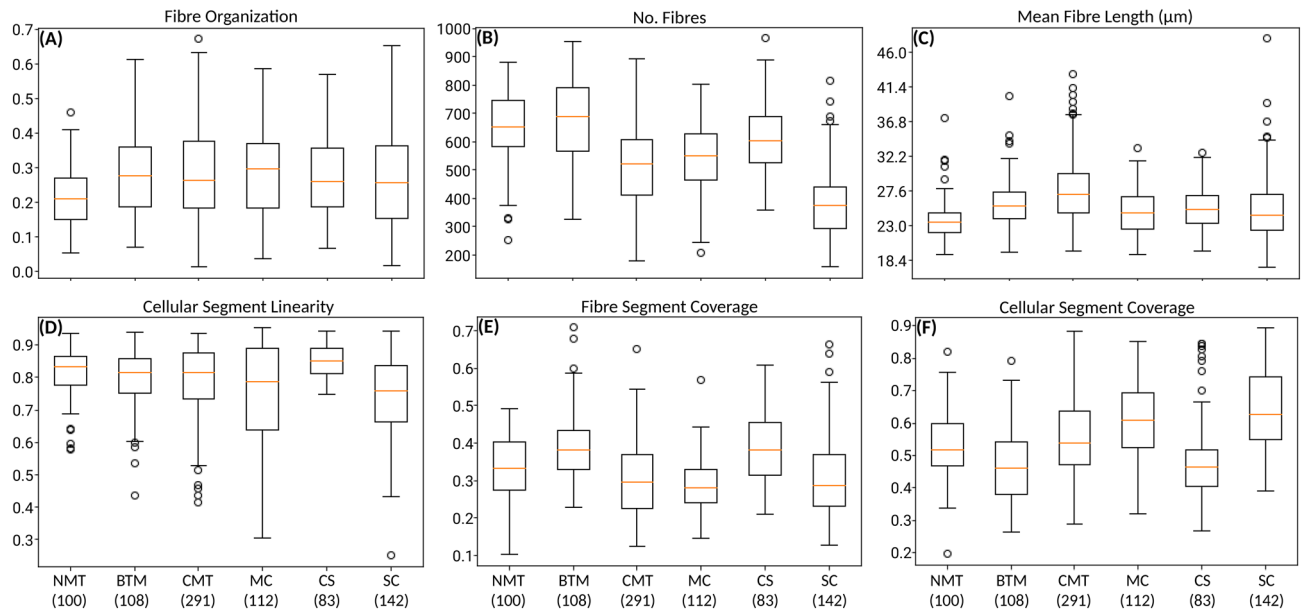 Fibre Organization
(A)
0.7
0.6
0.5
0.4
0.3
0.2
0.1
0.0
No. Fibres
(B)
1000
900
800
700
600
500
400
300
200
Mean Fibre Length (μm)
(C)
46.0
41.4
36.8
32.2
27.6
23.0
18.4
Cellular Segment Linearity
(D)
0.9
0.8
0.7
0.6
0.5
0.4
0.3
NMT BTM CMT MC CS SC
(100) (108) (291) (112) (83) (142)
Fibre Segment Coverage
(E)
0.7
0.6
0.5
0.4
0.3
0.2
0.1
NMT BTM CMT MC CS SC
(100) (108) (291) (112) (83) (142)
Cellular Segment Coverage
(F)
0.9
0.8
0.7
0.6
0.5
0.4
0.3
0.2
NMT BTM CMT MC CS SC
(100) (108) (291) (112) (83) (142)